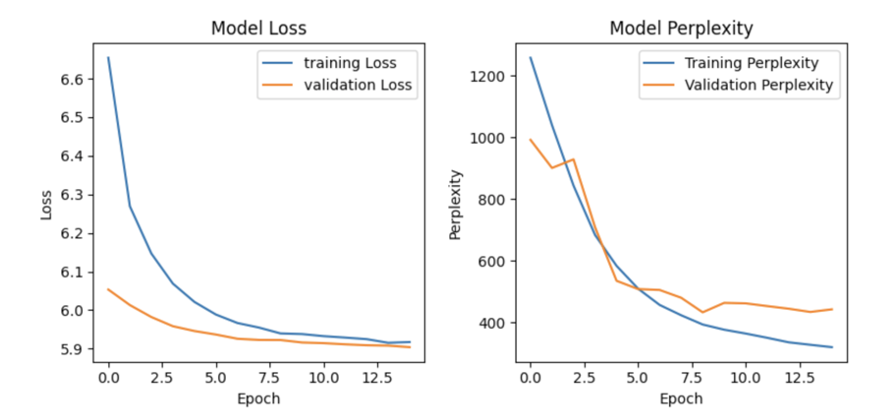 Model Loss
training Loss
validation Loss
6.6
6.5
6.4
6.3
6.2
6.1
6.0
5.9
Loss
0.0 2.5 5.0 7.5 10.0 12.5
Epoch
Model Perplexity
Training Perplexity
Validation Perplexity
1200
1000
800
600
400
Perplexity
0.0 2.5 5.0 7.5 10.0 12.5
Epoch